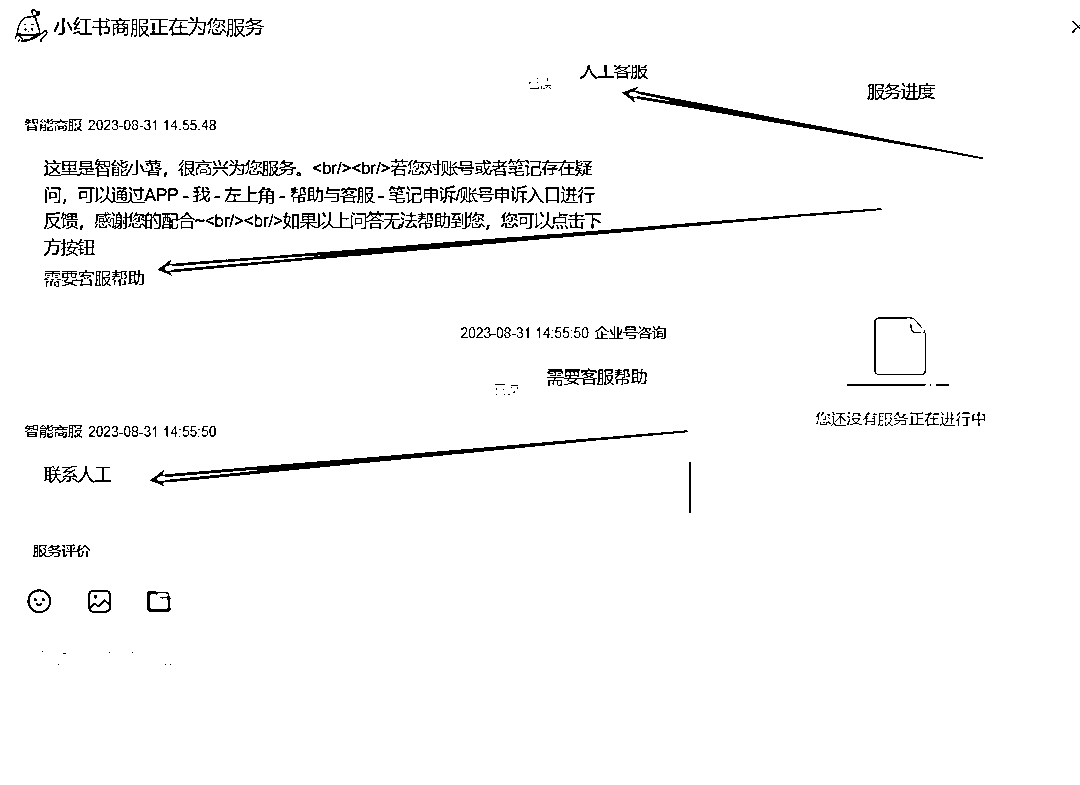 小红书商服正在为您服务
人工客服
服务进度
智能商服 2023-08-31 14.55.48
这里是智能小薯，很高兴为您服务。<br/><br/>若您对账号或者笔记存在疑
问，可以通过APP - 我 - 左上角 - 帮助与客服 - 笔记申诉/账号申诉入口进行
反馈，感谢您的配合~<br/><br/>如果以上问答无法帮助到您，您可以点击下
方按钮
需要客服帮助
2023-08-31 14:55:50 企业号咨询
需要客服帮助
您还没有服务正在进行中
智能商服 2023-08-31 14:55:50
联系人工
服务评价